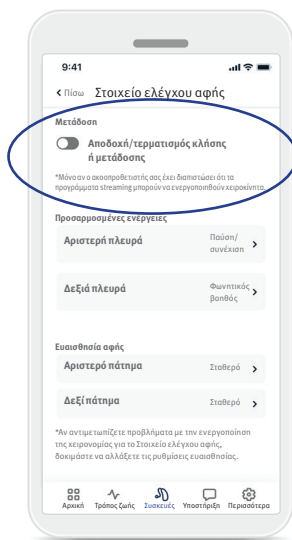 9:41
Πίσω Στοιχείο ελέγχου αφής
Μετάδοση
Αποδοχή/τερματισμός κλήσης
ή μετάδοσης
*Μόνο αν ο ακοοπροθετιστής σας έχει διαπιστώσει ότι τα
προγράμματα streaming μπορούν να ενεργοποιηθούν χειροκίνητα.
Προσαρμοσμένες ενέργειες
Αριστερή πλευρά Παύση/
συνέχιση
Δεξιά πλευρά Φωνητικός
βοηθός
Ευαισθησία αφής
Αριστερό πάτημα Σταθερό
Δεξί πάτημα Σταθερό
*Αν αντιμετωπίζετε προβλήματα με την ενεργοποίηση
της χειρονομίας για το Στοιχείο ελέγχου αφής,
δοκιμάστε να αλλάξετε τις ρυθμίσεις ευαισθησίας.
Αρχική Τρόπος ζωής Συσκευές Υποστήριξη Περισσότερα